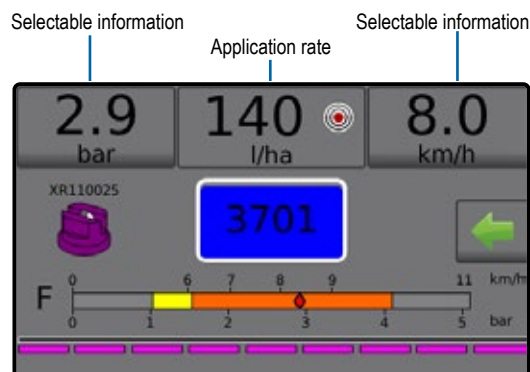 Selectable information
Selectable information
Application rate
2.9
140
8.0
bar
l/ha
km/h
XR110025
3701
0 6 7 8 9 11 km/h
F
0 1 2 3 4 5 bar